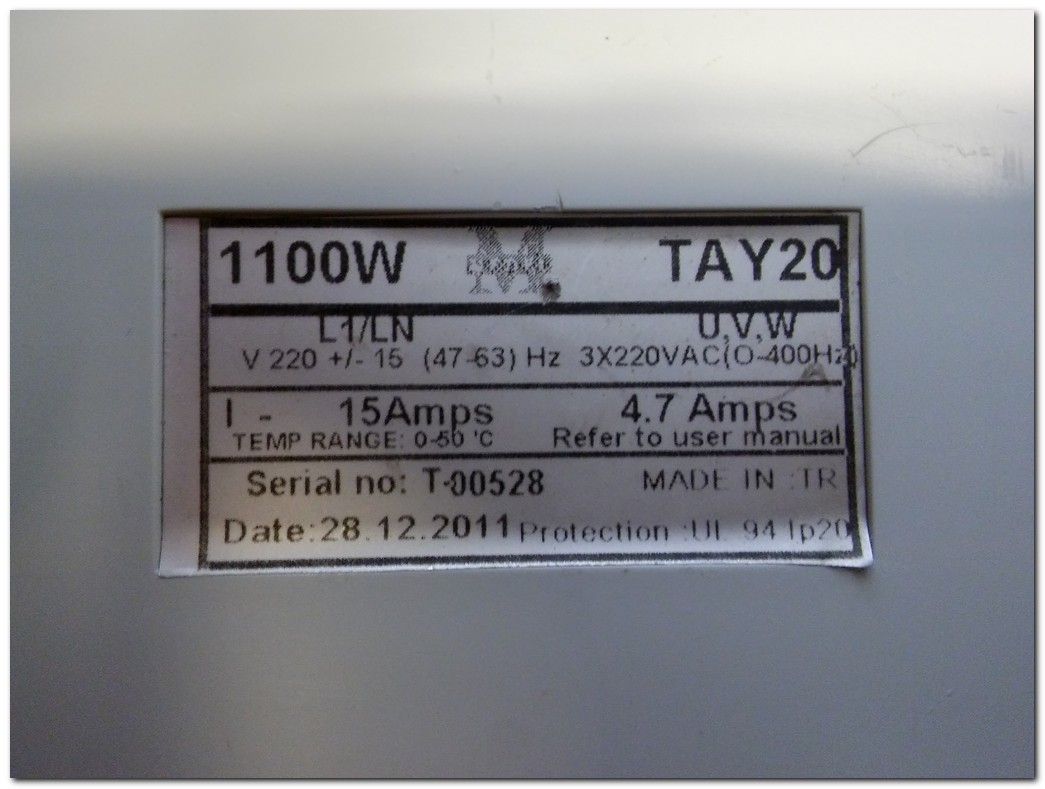 1100W TAY20
L1/LN U,V,W
V 220 +/- 15 (47-63) Hz 3X220VAC(O-400Hz)
I - 15Amps 4.7 Amps
TEMP RANGE: 0-50 'C Refer to user manual
Serial no: T-00528 MADE IN :TR
Date:28.12.2011 Protection :UL 94 Ip20